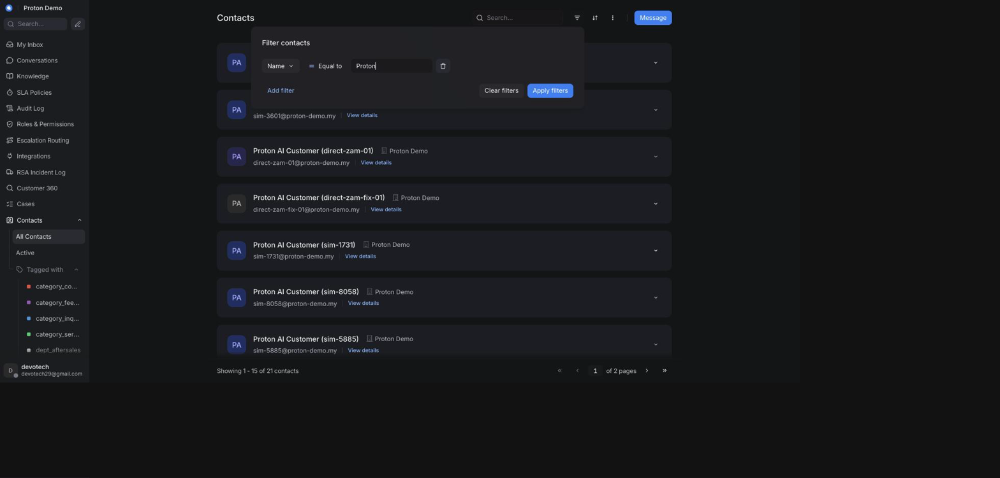 Proton Demo
Search...
My Inbox
Conversations
Knowledge
SLA Policies
Audit Log
Roles & Permissions
Escalation Routing
Integrations
RSA Incident Log
Customer 360
Cases
Contacts
All Contacts
Active
Tagged with
category_co...
category_fee...
category_inq...
category_ser...
dept_aftersales
D
devotech
devotech29@gmail.com
Contacts
Search...
Message
Filter contacts
Name
= Equal to
Proton
Add filter
Clear filters
Apply filters
PA
PA
sim-3601@proton-demo.my
View details
PA
Proton AI Customer (direct-zam-01)
Proton Demo
direct-zam-01@proton-demo.my
View details
PA
Proton AI Customer (direct-zam-fix-01)
Proton Demo
direct-zam-fix-01@proton-demo.my
View details
PA
Proton AI Customer (sim-1731)
Proton Demo
sim-1731@proton-demo.my
View details
PA
Proton AI Customer (sim-8058)
Proton Demo
sim-8058@proton-demo.my
View details
PA
Proton AI Customer (sim-5885)
Proton Demo
sim-5885@proton-demo.my
View details
Showing 1 - 15 of 21 contacts
1
of 2 pages